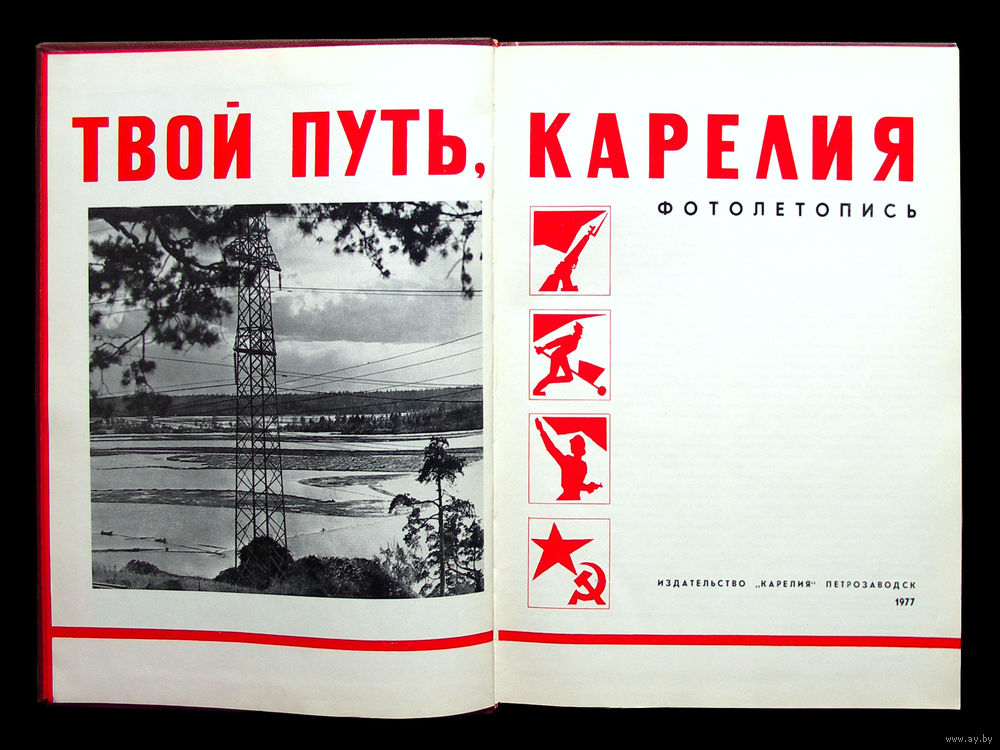 ТВОЙ ПУТЬ, КАРЕЛИЯ
ФОТОЛЕТОПИСЬ
ИЗДАТЕЛЬСТВО „КАРЕЛИЯ“ ПЕТРОЗАВОДСК
1977
www.ay.by